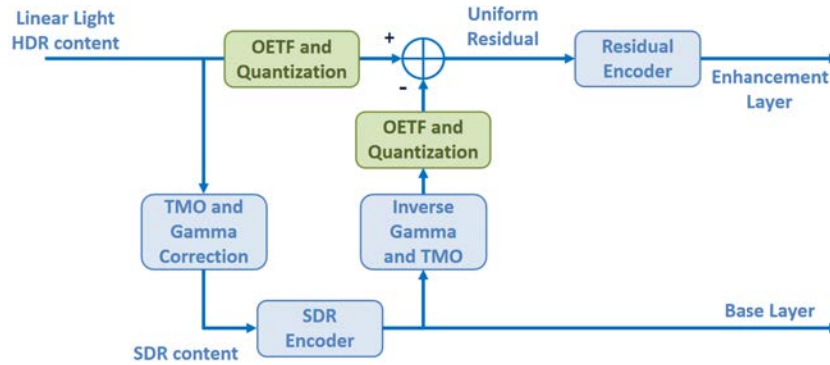 Linear Light
HDR content
OETF and
Quantization
+
-
Uniform
Residual
Residual
Encoder
Enhancement
Layer
OETF and
Quantization
TMO and
Gamma
Correction
Inverse
Gamma
and TMO
SDR
Encoder
SDR content
Base Layer